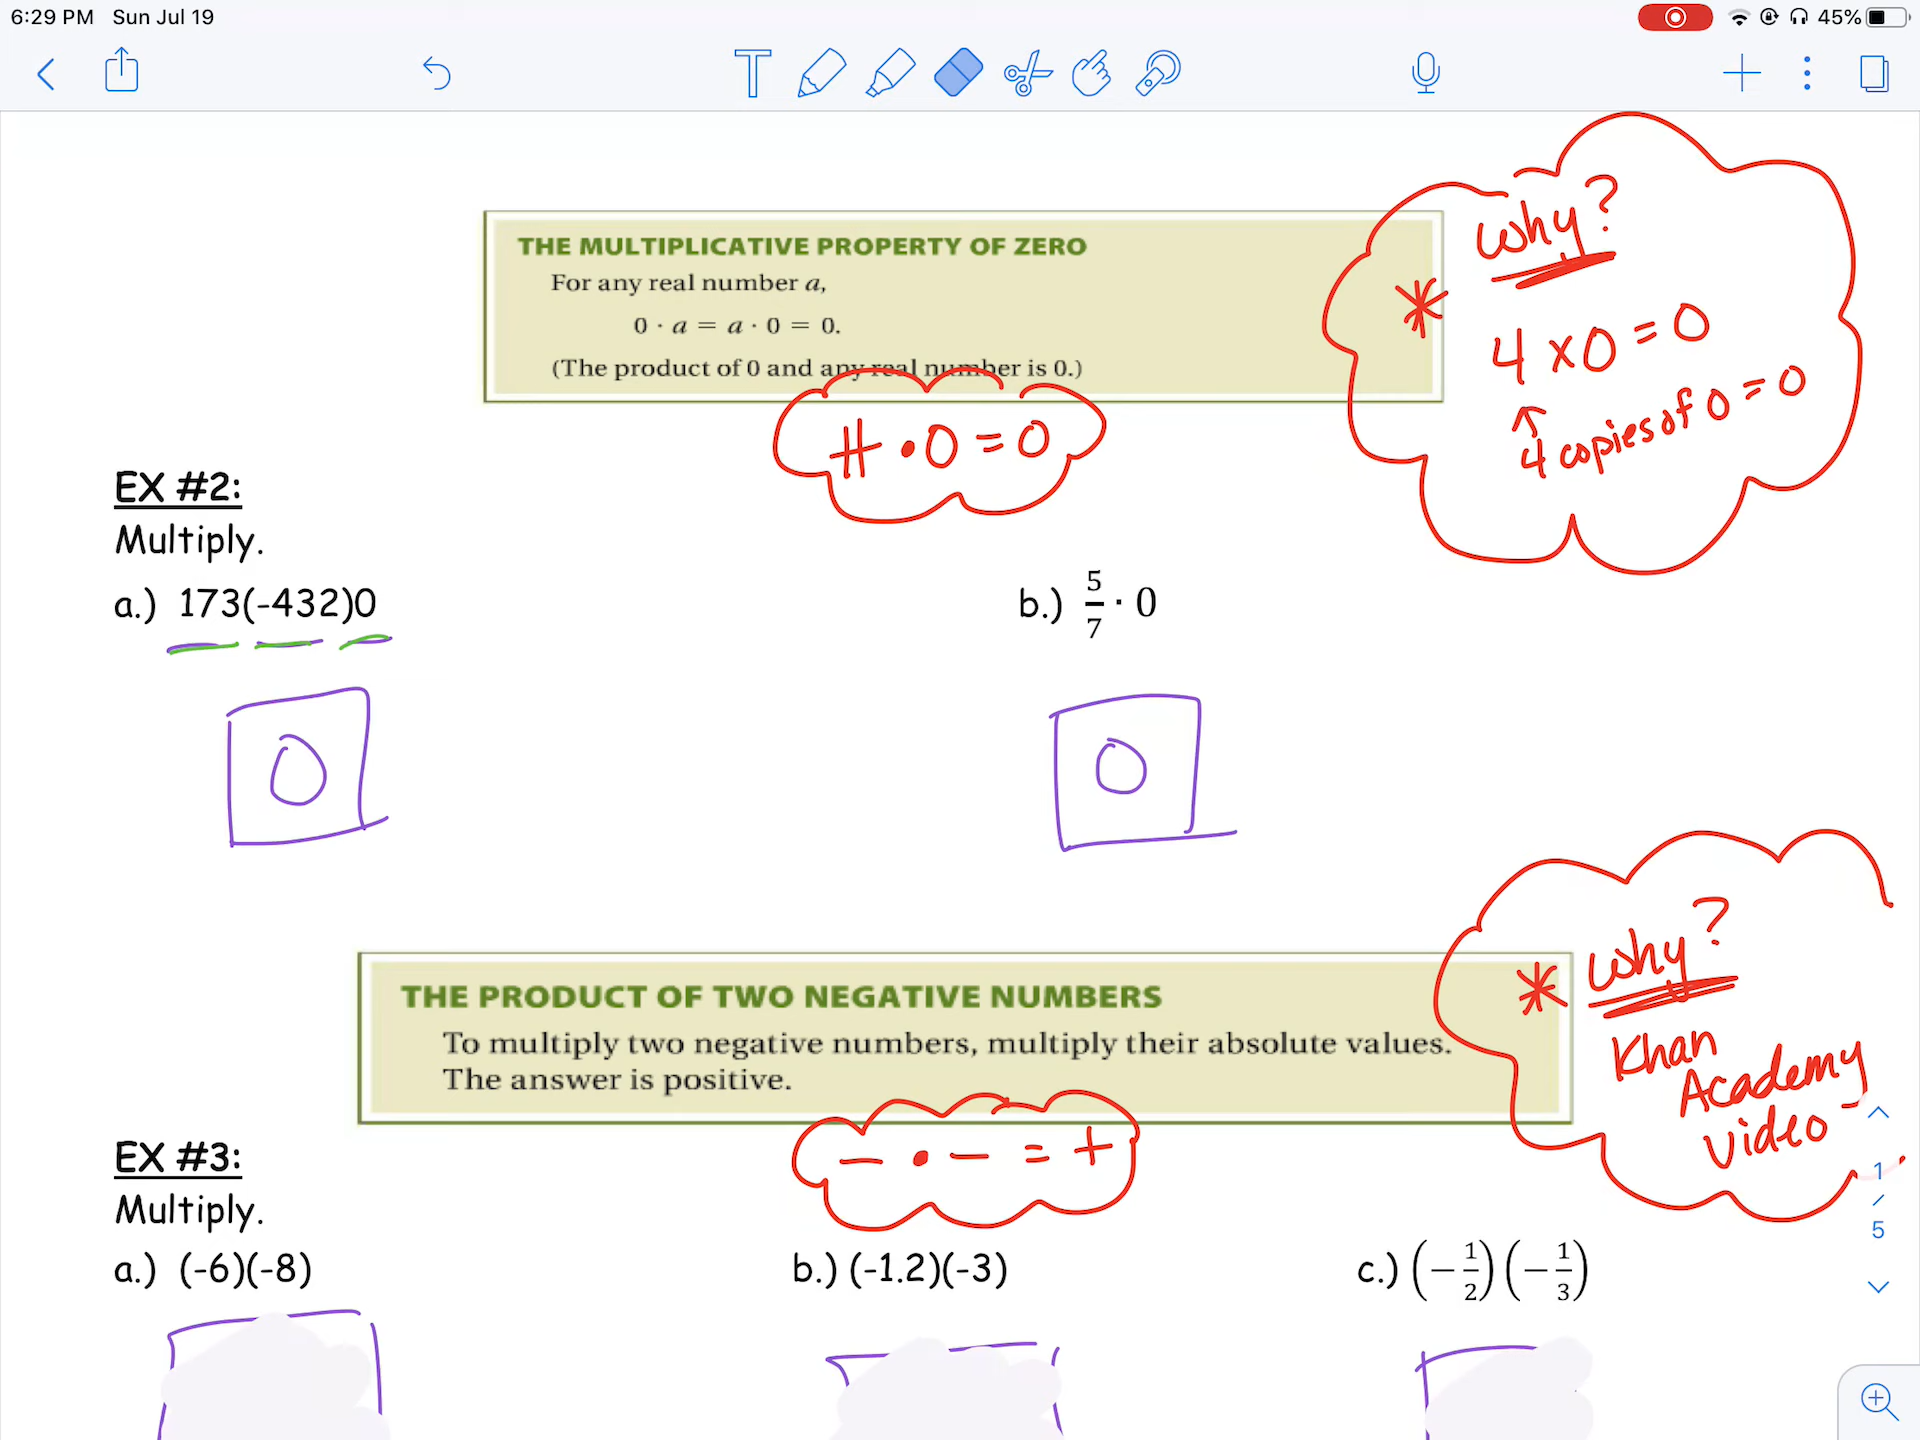 6:29 PM Sun Jul 19
45%
T
THE MULTIPLICATIVE PROPERTY OF ZERO
For any real number a,
0 · a = a · 0 = 0.
(The product of 0 and any real number is 0.)
# • 0 = 0
* Why?
4 x 0 = 0
↑
4 copies of 0 = 0
EX #2:
Multiply.
a.) 173(-432)0
b.) 5/7 · 0
0
0
THE PRODUCT OF TWO NEGATIVE NUMBERS
To multiply two negative numbers, multiply their absolute values.
The answer is positive.
- • - = +
* Why?
Khan
Academy
Video
EX #3:
Multiply.
a.) (-6)(-8)
b.) (-1.2)(-3)
c.) (-1/2)(-1/3)
1
/
5